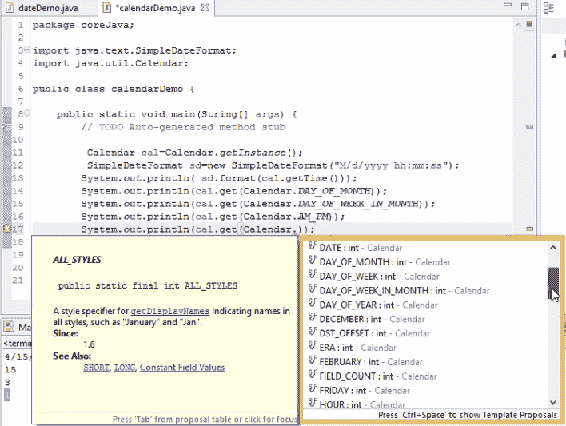 dateDemo.java
*calendarDemo.java
1 package coreJava;
2
3 import java.text.SimpleDateFormat;
4 import java.util.Calendar;
5
6 public class calendarDemo {
7
8 public static void main(String[] args) {
9 // TODO Auto-generated method stub
10
11 Calendar cal=Calendar.getInstance();
12 SimpleDateFormat sd=new SimpleDateFormat("M/d/yyyy hh:mm:ss");
13 System.out.println( sd.format(cal.getTime()));
14 System.out.println(cal.get(Calendar.DAY_OF_MONTH));
15 System.out.println(cal.get(Calendar.DAY_OF_WEEK_IN_MONTH));
16 System.out.println(cal.get(Calendar.AM_PM));
17 System.out.println(cal.get(Calendar.));
18
19
20
21
ALL_STYLES
public static final int ALL_STYLES
A style specifier for getDisplayNames indicating names in
all styles, such as "January" and "Jan".
Since:
1.6
See Also:
SHORT, LONG, Constant Field Values
Press 'Tab' from proposal table or click for focus
DATE : int - Calendar
DAY_OF_MONTH : int - Calendar
DAY_OF_WEEK : int - Calendar
DAY_OF_WEEK_IN_MONTH : int - Calendar
DAY_OF_YEAR : int - Calendar
DECEMBER : int - Calendar
DST_OFFSET : int - Calendar
ERA : int - Calendar
FEBRUARY : int - Calendar
FIELD_COUNT : int - Calendar
FRIDAY : int - Calendar
HOUR : int - Calendar
Press 'Ctrl+Space' to show Template Proposals
Ma
<termi
4/15/
15
3